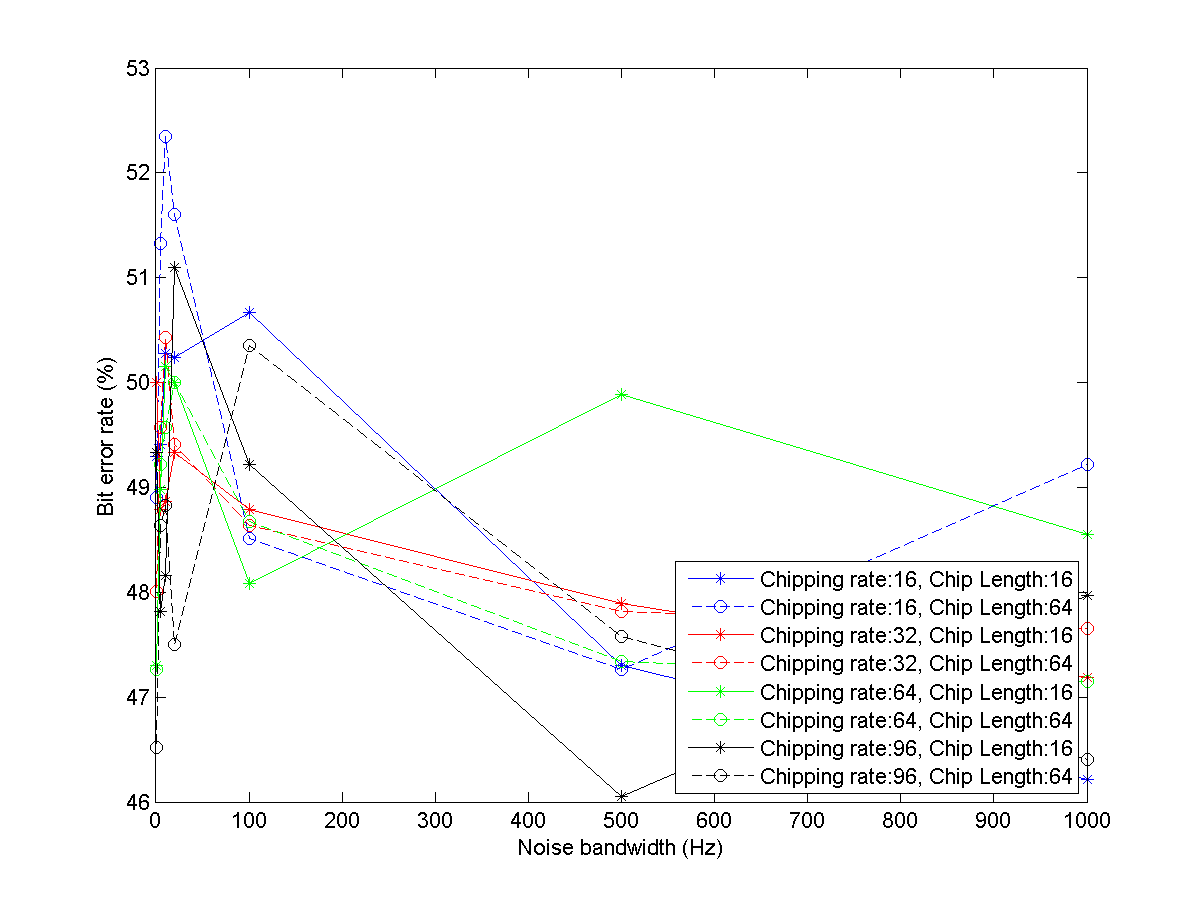 53
52
51
50
49
48
47
46
Bit error rate (%)
Chipping rate:16, Chip Length:16
Chipping rate:16, Chip Length:64
Chipping rate:32, Chip Length:16
Chipping rate:32, Chip Length:64
Chipping rate:64, Chip Length:16
Chipping rate:64, Chip Length:64
Chipping rate:96, Chip Length:16
Chipping rate:96, Chip Length:64
0 100 200 300 400 500 600 700 800 900 1000
Noise bandwidth (Hz)